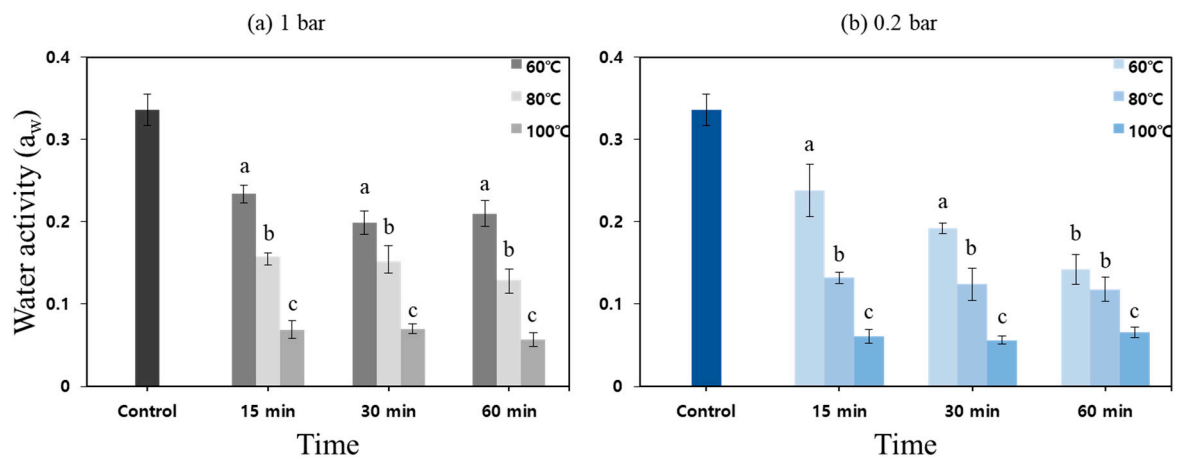 (a) 1 bar
Water activity (aw)
0.4
0.3
0.2
0.1
0
60℃
80℃
100℃
a
b
c
a
b
c
a
b
c
Control
15 min
30 min
60 min
Time
(b) 0.2 bar
0.4
0.3
0.2
0.1
0
60℃
80℃
100℃
a
b
c
a
b
c
b
b
c
Control
15 min
30 min
60 min
Time